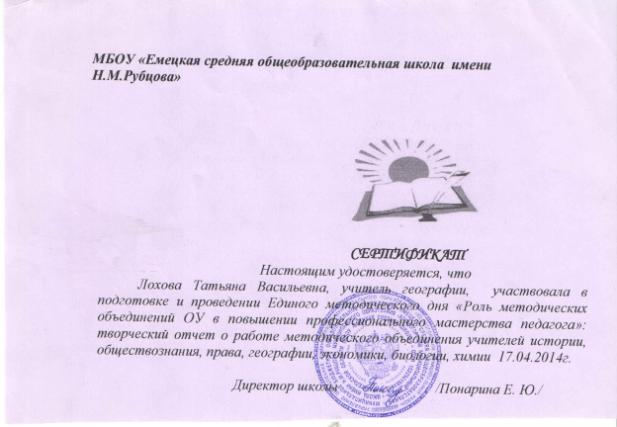 МБОУ «Емецкая средняя общеобразовательная школа имени
Н.М.Рубцова»
СЕРТИФИКАТ
Настоящим удостоверяется, что
Лохова Татьяна Васильевна, учитель географии, участвовала в
подготовке и проведении Единого методического дня «Роль методических
объединений ОУ в повышении профессионального мастерства педагога»:
творческий отчет о работе методического объединения учителей истории,
обществознания, права, географии, экономики, биологии, химии 17.04.2014г.
Директор школы /Понарина Е. Ю./